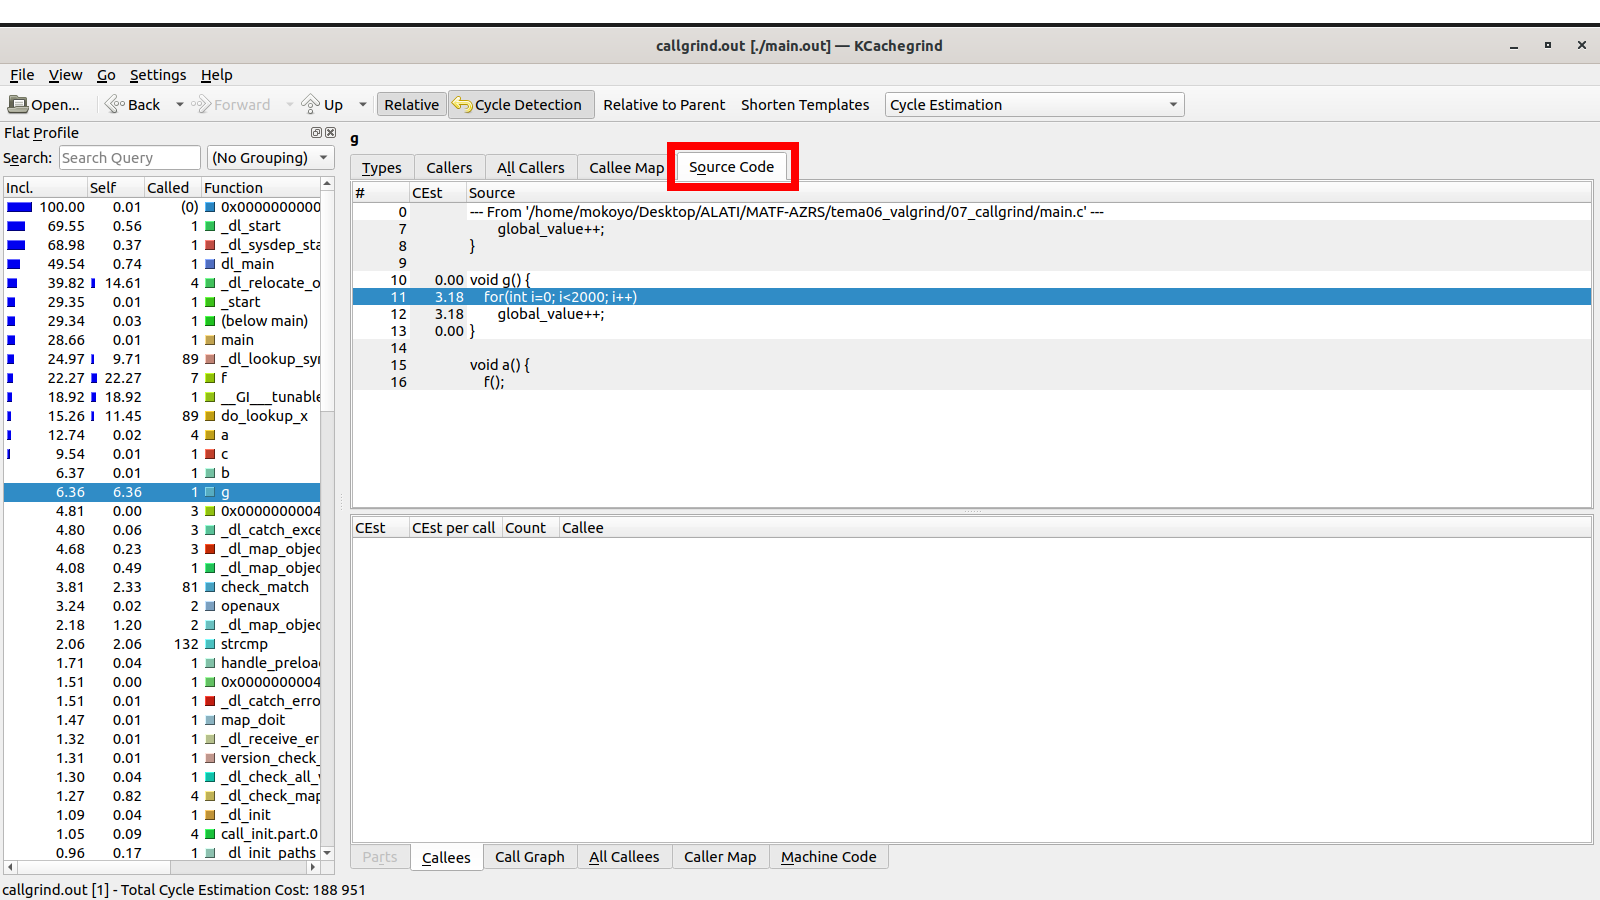 callgrind.out [./main.out] — KCachegrind
File View Go Settings Help
Open... Back Forward Up Relative Cycle Detection Relative to Parent Shorten Templates Cycle Estimation
Flat Profile
Search: Search Query (No Grouping)
Incl. Self Called Function
100.00 0.01 (0) 0x0000000000
69.55 0.56 1 _dl_start
68.98 0.37 1 _dl_sysdep_sta
49.54 0.74 1 dl_main
39.82 14.61 4 _dl_relocate_o
29.35 0.01 1 _start
29.34 0.03 1 (below main)
28.66 0.01 1 main
24.97 9.71 89 _dl_lookup_syı
22.27 22.27 7 f
18.92 18.92 1 __GI___tunable
15.26 11.45 89 do_lookup_x
12.74 0.02 4 a
9.54 0.01 1 c
6.37 0.01 1 b
6.36 6.36 1 g
4.81 0.00 3 0x0000000004
4.80 0.06 3 _dl_catch_exce
4.68 0.23 3 _dl_map_objec
4.08 0.49 1 _dl_map_objec
3.81 2.33 81 check_match
3.24 0.02 2 openaux
2.18 1.20 2 _dl_map_objec
2.06 2.06 132 strcmp
1.71 0.04 1 handle_preloa
1.51 0.00 1 0x0000000004
1.51 0.01 1 _dl_catch_erro
1.47 0.01 1 map_doit
1.32 0.01 1 _dl_receive_er
1.31 0.01 1 version_check_
1.30 0.04 1 _dl_check_all_
1.27 0.82 4 _dl_check_map
1.09 0.04 1 _dl_init
1.05 0.09 4 call_init.part.0
0.96 0.17 1 dl init paths
g
Types Callers All Callers Callee Map Source Code
# CEst Source
0 --- From '/home/mokoyo/Desktop/ALATI/MATF-AZRS/tema06_valgrind/07_callgrind/main.c' ---
7 global_value++;
8 }
9
10 0.00 void g() {
11 3.18 for(int i=0; i<2000; i++)
12 3.18 global_value++;
13 0.00 }
14
15 void a() {
16 f();
CEst CEst per call Count Callee
Parts Callees Call Graph All Callees Caller Map Machine Code
callgrind.out [1] - Total Cycle Estimation Cost: 188 951